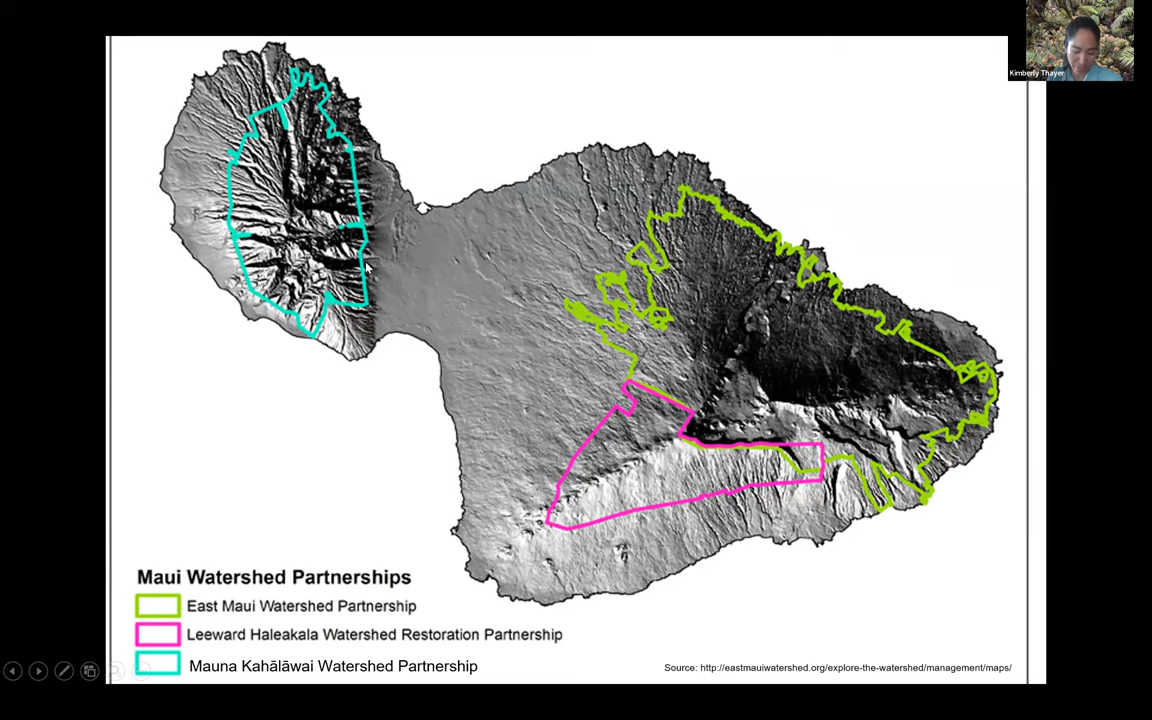 Kimberly Thayer
Maui Watershed Partnerships
East Maui Watershed Partnership
Leeward Haleakala Watershed Restoration Partnership
Mauna Kahālāwai Watershed Partnership
Source: http://eastmauiwatershed.org/explore-the-watershed/management/maps/